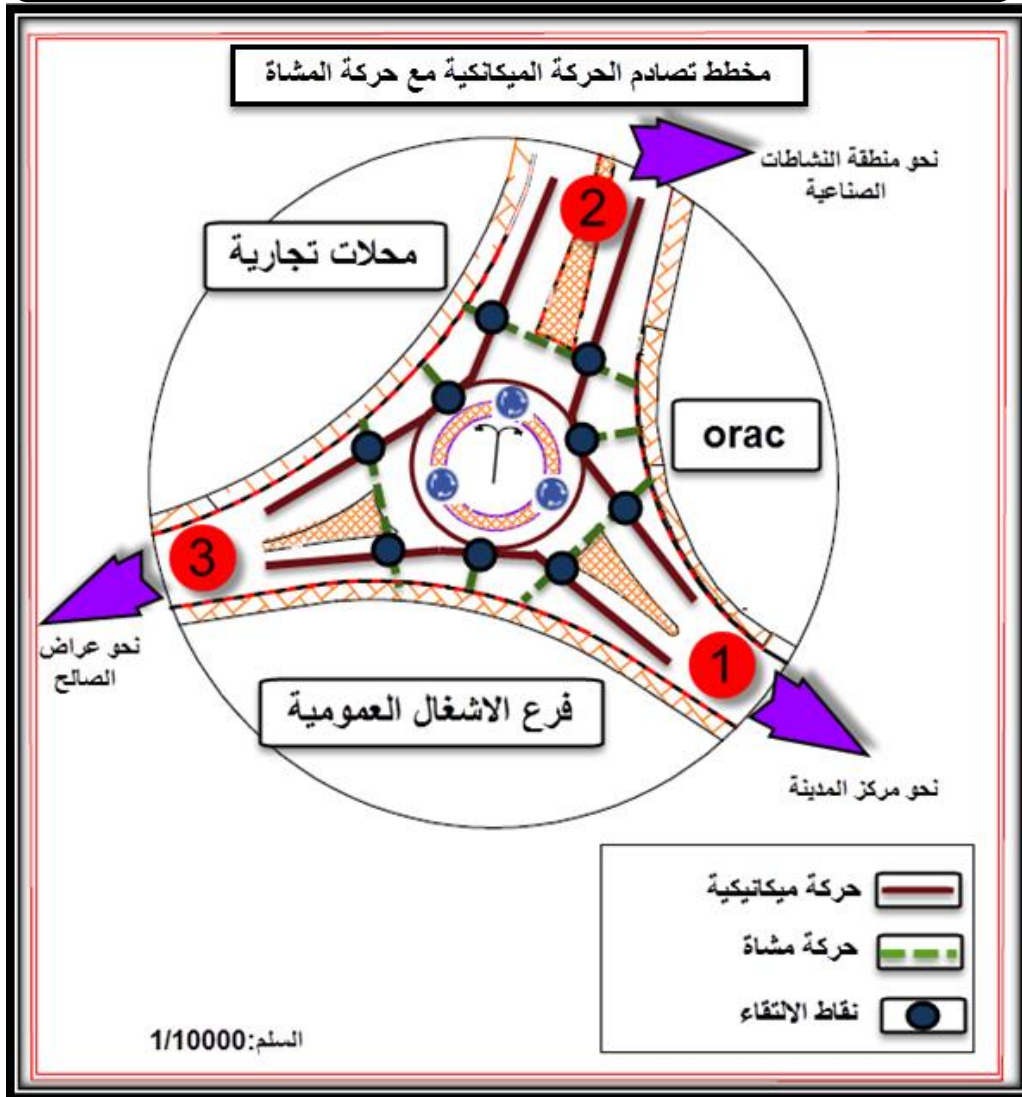 مخطط تصادم الحركة الميكانكية مع حركة المشاة
نحو منطقة النشاطات
الصناعية
2
محلات تجارية
orac
3
نحو عراض
الصالح
1
فرع الاشغال العمومية
نحو مركز المدينة
حركة ميكانيكية
حركة مشاة
نقاط الالتقاء
السلم:1/10000